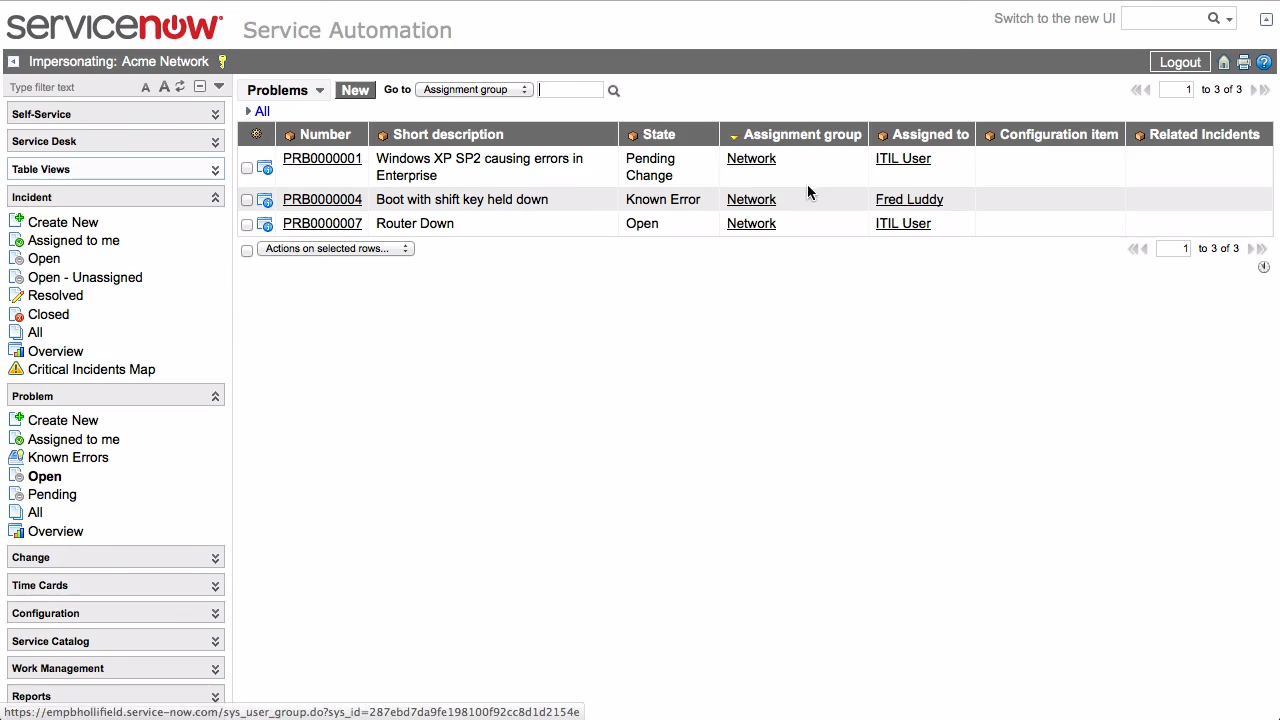 servicenow Service Automation
Switch to the new UI
Impersonating: Acme Network
Logout
Type filter text A A
Self-Service
Service Desk
Table Views
Incident
Create New
Assigned to me
Open
Open - Unassigned
Resolved
Closed
All
Overview
Critical Incidents Map
Problem
Create New
Assigned to me
Known Errors
Open
Pending
All
Overview
Change
Time Cards
Configuration
Service Catalog
Work Management
Reports
Problems New Go to Assignment group 1 to 3 of 3
All
Number Short description State Assignment group Assigned to Configuration item Related Incidents
PRB0000001 Windows XP SP2 causing errors in Enterprise Pending Change Network ITIL User
PRB0000004 Boot with shift key held down Known Error Network Fred Luddy
PRB0000007 Router Down Open Network ITIL User
Actions on selected rows... 1 to 3 of 3
https://empbhollifield.service-now.com/sys_user_group.do?sys_id=287ebd7da9fe198100f92cc8d1d2154e